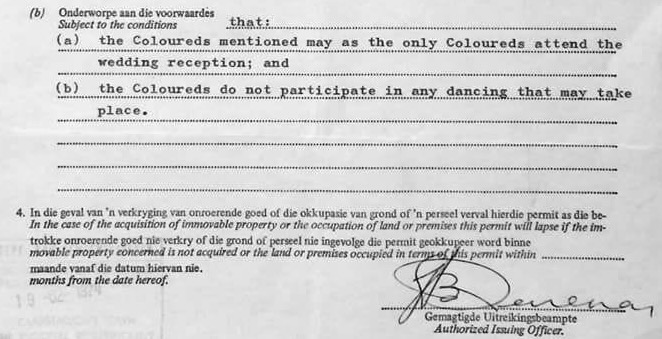 (b) Onderworpe aan die voorwaardes
Subject to the conditions that:
(a) the Coloureds mentioned may as the only Coloureds attend the
wedding reception; and
(b) the Coloureds do not participate in any dancing that may take
place.
4. In die geval van 'n verkryging van onroerende goed of die okkupasie van grond of 'n perseel verval hierdie permit as die be-
In the case of the acquisition of immovable property or the occupation of land or premises this permit will lapse if the im-
trokke onroerende goed nie verkry of die grond of perseel nie ingevolge die permit geokkupeer word binne
movable property concerned is not acquired or the land or premises occupied in terms of this permit within
maande vanaf die datum hiervan nie.
months from the date hereof.
Gemagtigde Uitreikingsbeampte
Authorized Issuing Officer.